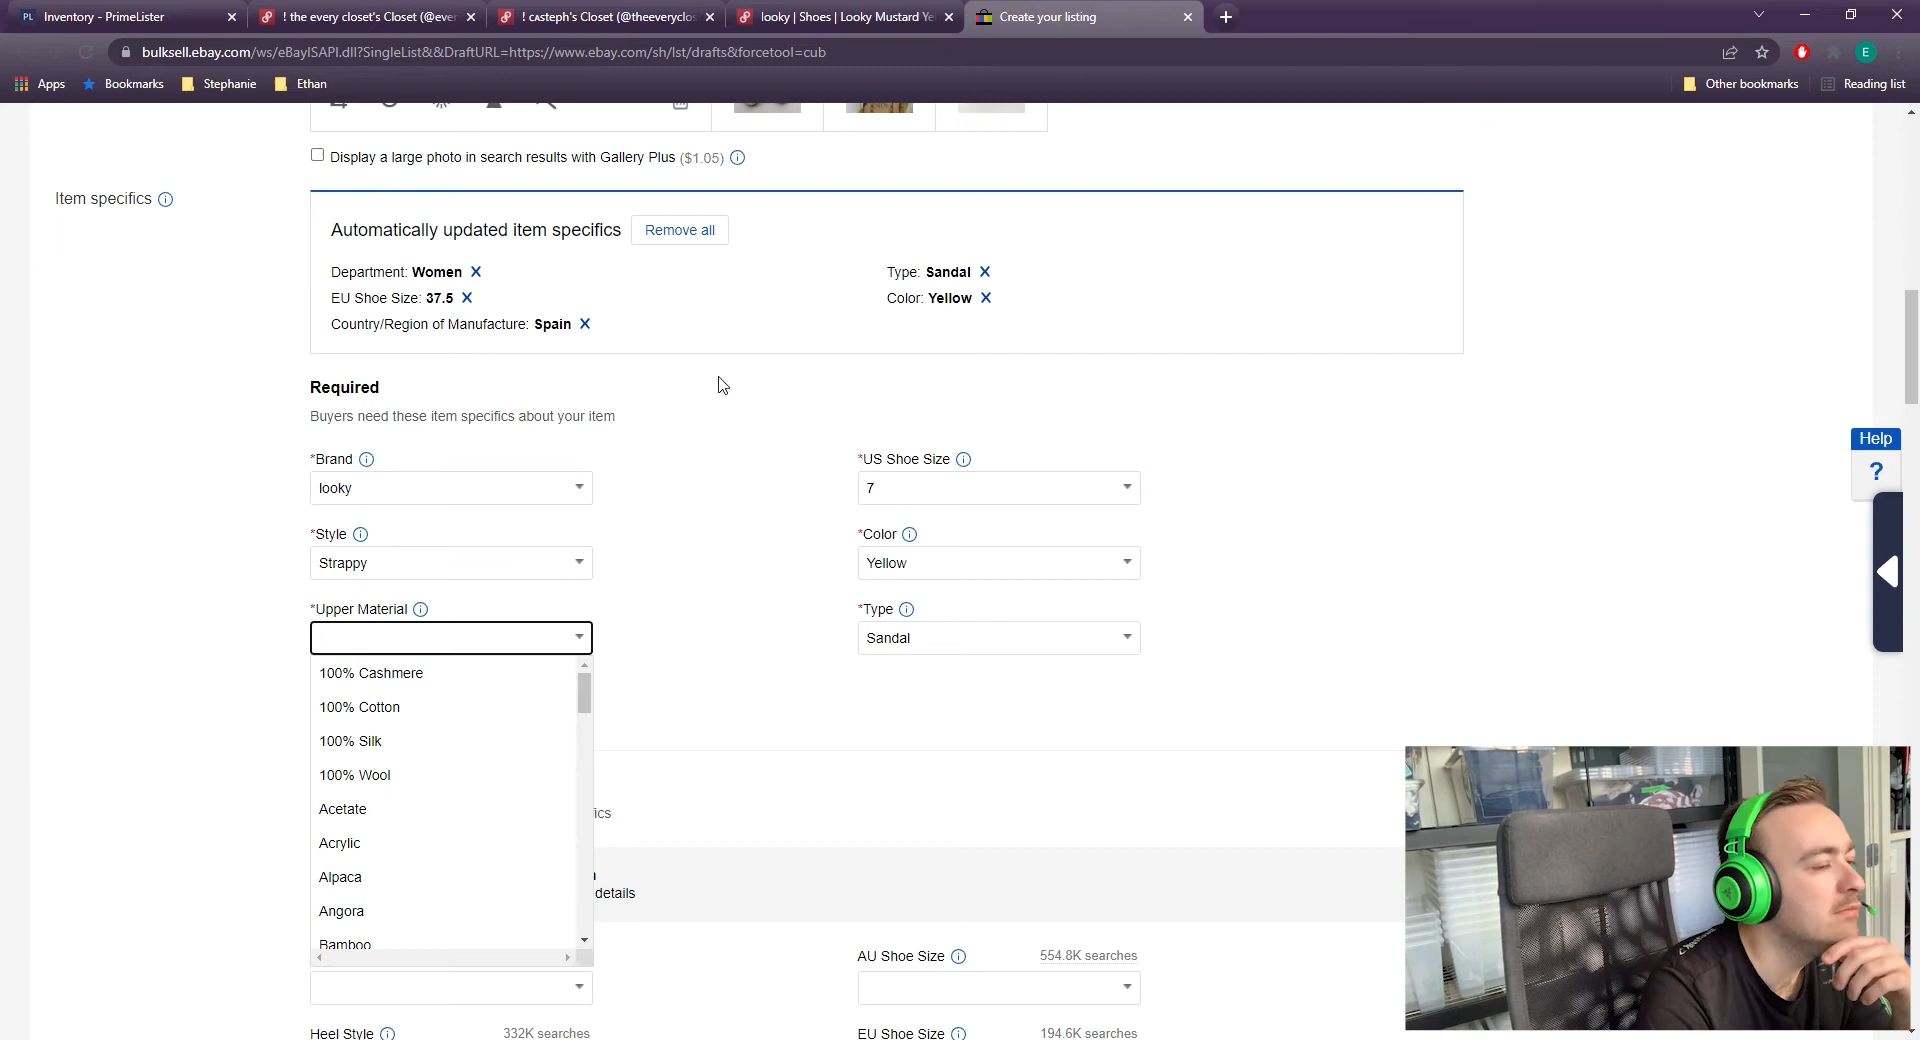 PL Inventory - PrimeLister
! the every closet's Closet (@ever
! cᴀsteph's Closet (@theeveryclos
looky | Shoes | Looky Mustard Ye
Create your listing
bulksell.ebay.com/ws/eBayISAPI.dll?SingleList&&DraftURL=https://www.ebay.com/sh/lst/drafts&forcetool=cub
E
Apps
Bookmarks
Stephanie
Ethan
Other bookmarks
Reading list
Display a large photo in search results with Gallery Plus ($1.05)
Item specifics
Automatically updated item specifics
Remove all
Department: Women
Type: Sandal
EU Shoe Size: 37.5
Color: Yellow
Country/Region of Manufacture: Spain
Required
Buyers need these item specifics about your item
Help
?
*Brand
*US Shoe Size
looky
7
*Style
*Color
Strappy
Yellow
*Upper Material
*Type
Sandal
100% Cashmere
100% Cotton
100% Silk
100% Wool
Acetate
Acrylic
Alpaca
Angora
Bamboo
ics
details
AU Shoe Size
554.8K searches
Heel Style
332K searches
EU Shoe Size
194.6K searches